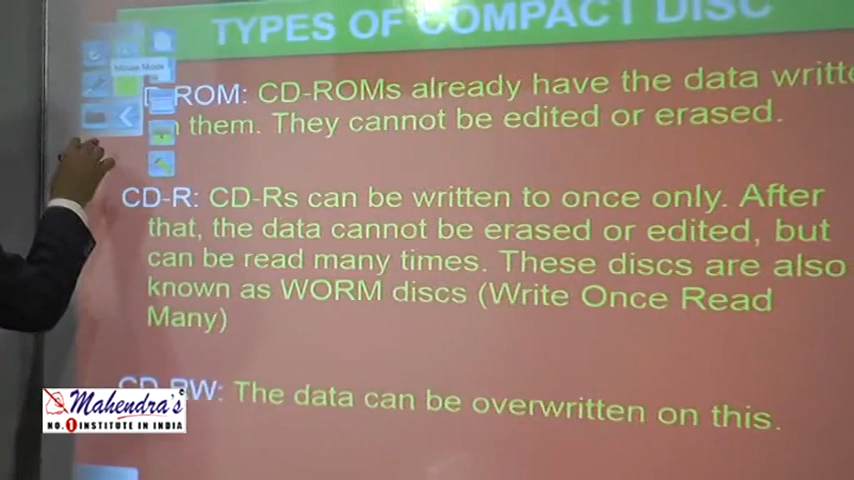 TYPES OF COMPACT DISC
Mouse Mode
ROM: CD-ROMs already have the data
them. They cannot be edited or erased.
CD-R: CD-Rs can be written to once only. After
that, the data cannot be erased or edited, but
can be read many times. These discs are also
known as WORM discs (Write Once Read
Many)
CD-RW: The data can be overwritten on this.
Mahendra's
NO. 1 INSTITUTE IN INDIA